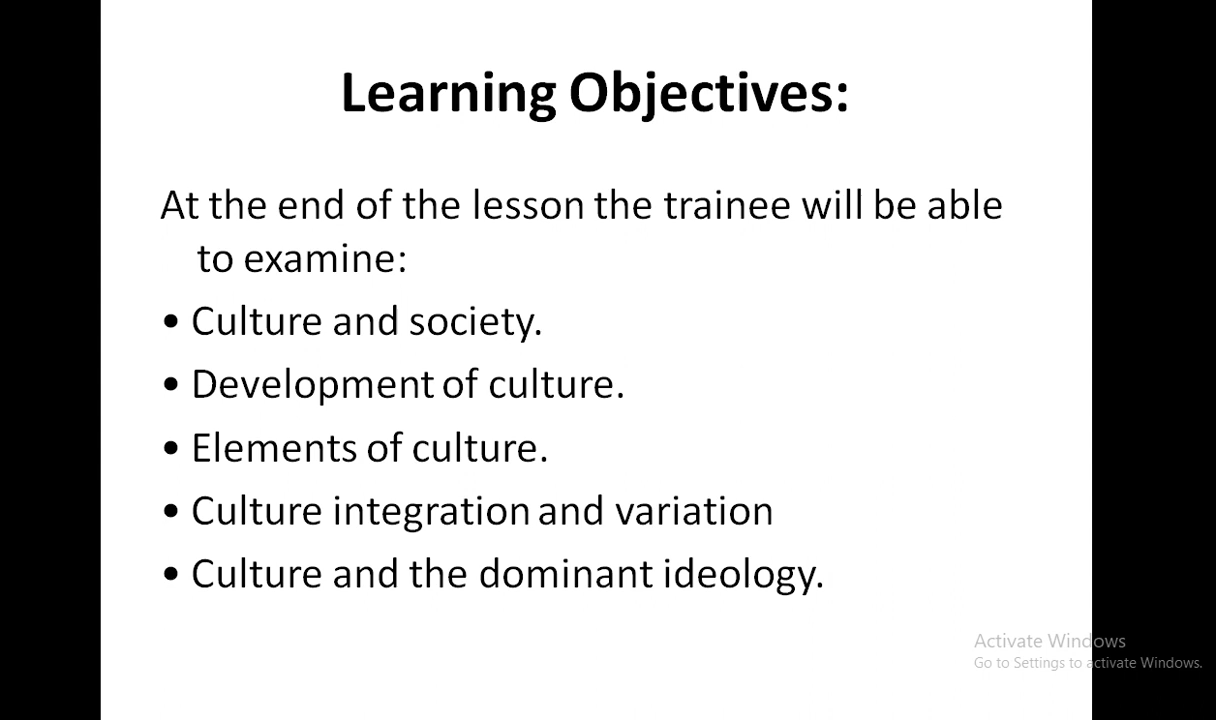 Learning Objectives:
At the end of the lesson the trainee will be able
to examine:
• Culture and society.
• Development of culture.
• Elements of culture.
• Culture integration and variation
• Culture and the dominant ideology.
Activate Windows
Go to Settings to activate Windows.